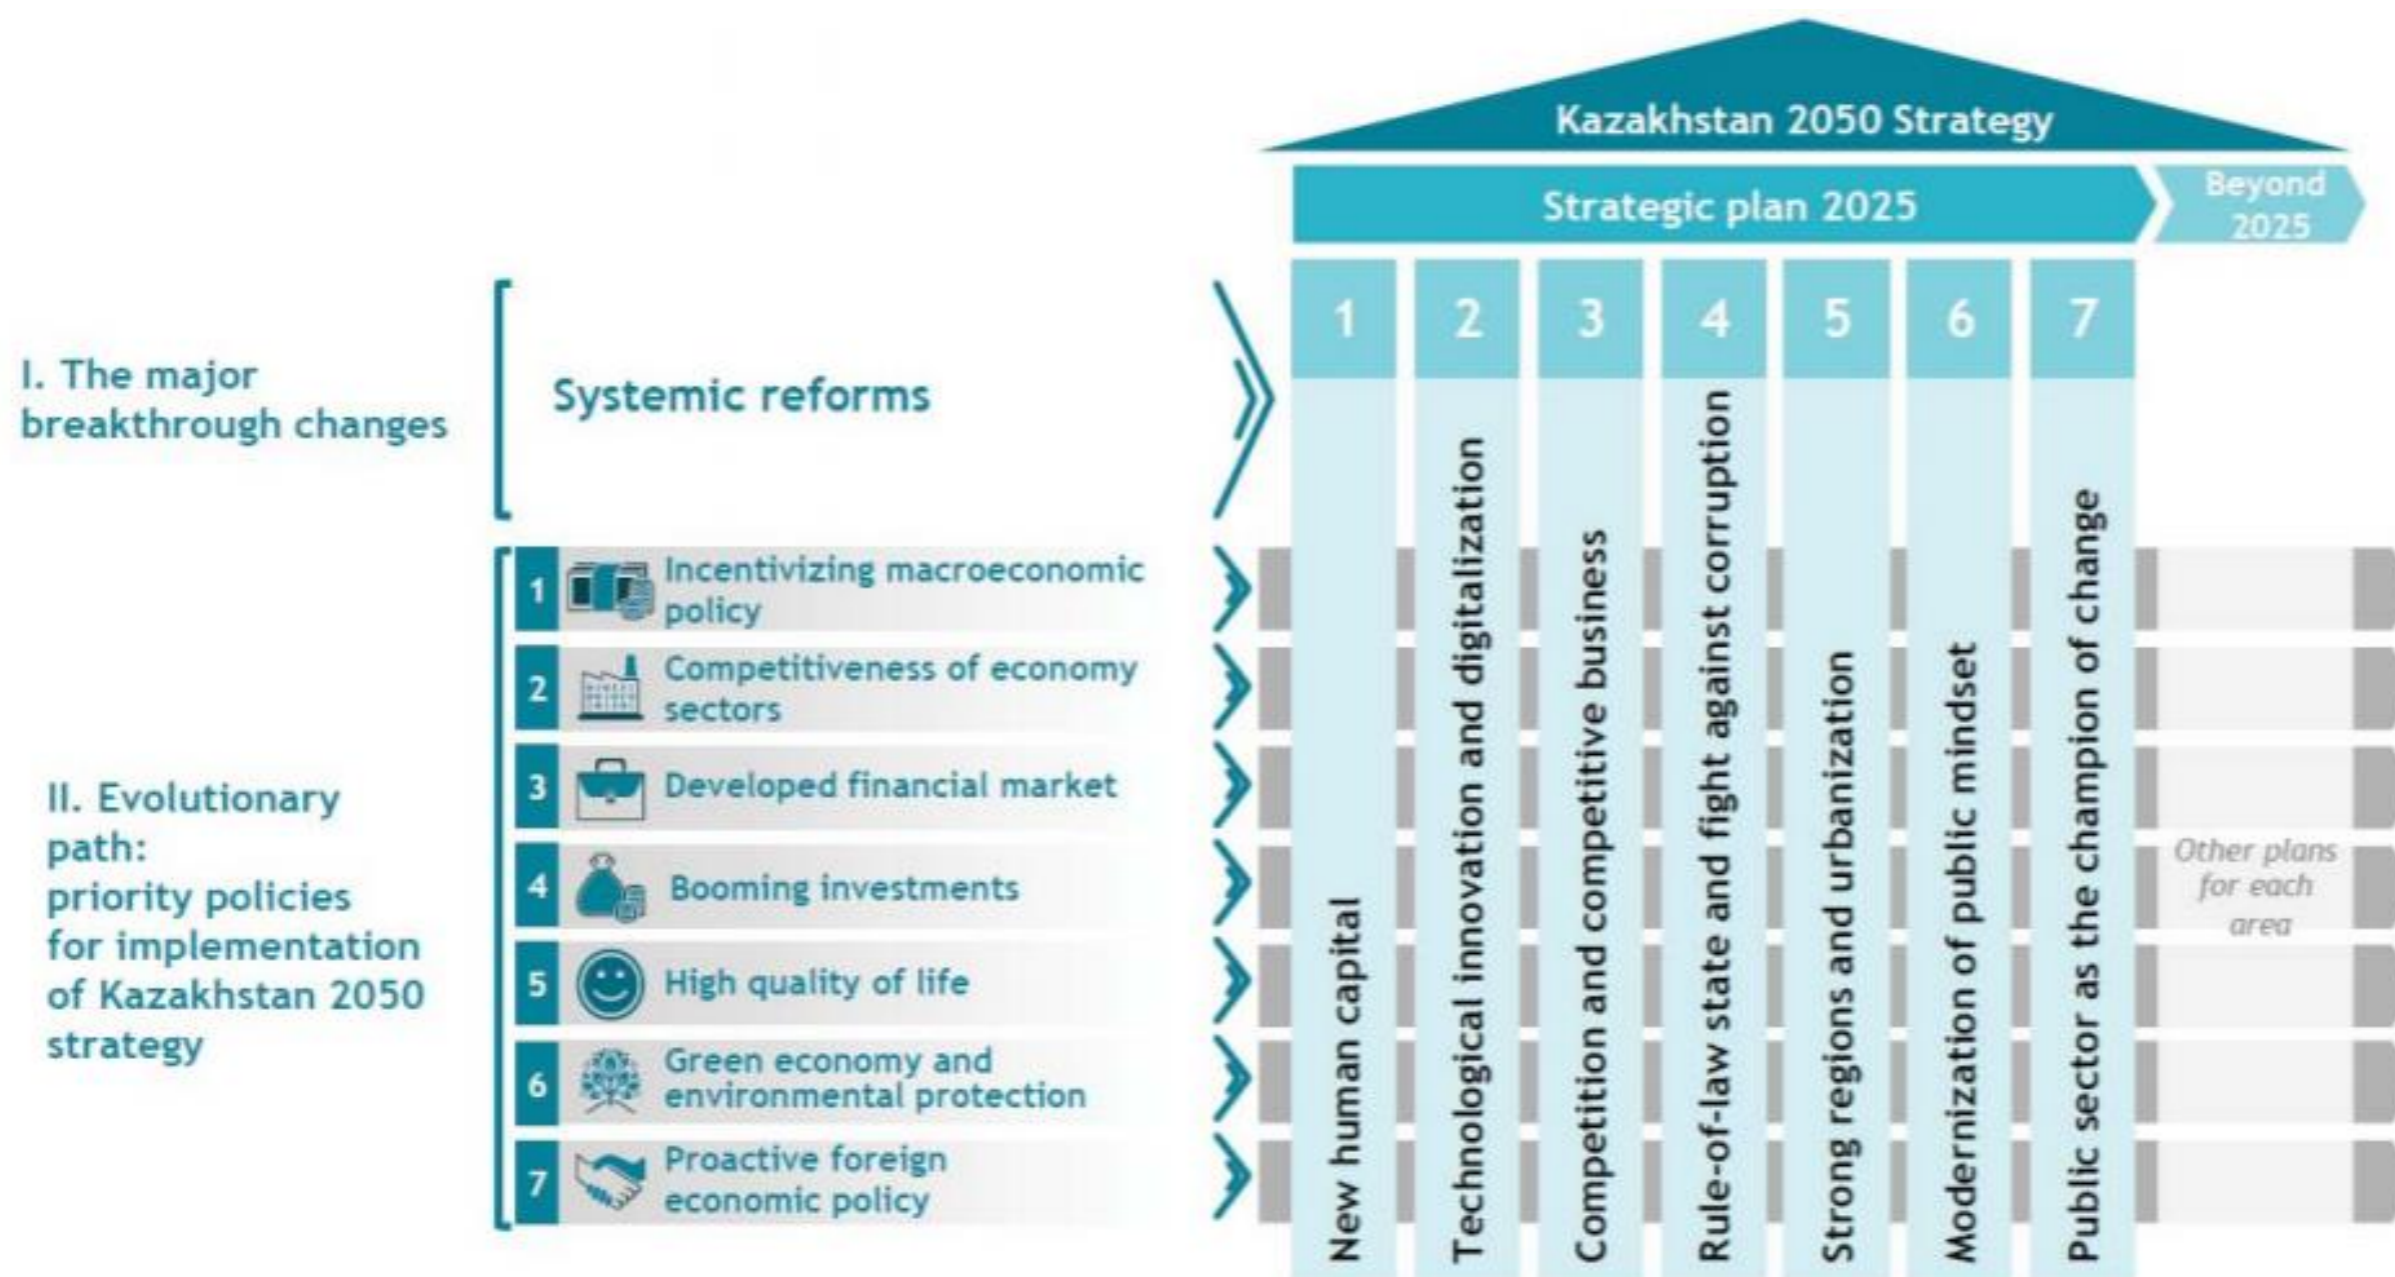 Kazakhstan 2050 Strategy
Strategic plan 2025
Beyond
2025
I. The major
breakthrough changes
Systemic reforms
1
2
3
4
5
6
7
New human capital
Technological innovation and digitalization
Competition and competitive business
Rule-of-law state and fight against corruption
Strong regions and urbanization
Modernization of public mindset
Public sector as the champion of change
II. Evolutionary
path:
priority policies
for implementation
of Kazakhstan 2050
strategy
1
Incentivizing macroeconomic
policy
2
Competitiveness of economy
sectors
3
Developed financial market
4
Booming investments
5
High quality of life
6
Green economy and
environmental protection
7
Proactive foreign
economic policy
Other plans
for each
area